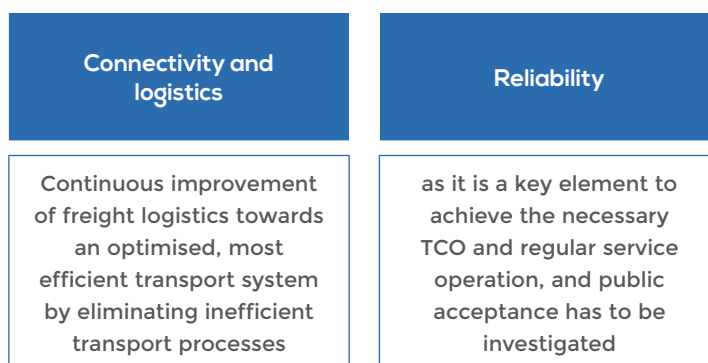 Connectivity and
logistics
Continuous improvement
of freight logistics towards
an optimised, most
efficient transport system
by eliminating inefficient
transport processes
Reliability
as it is a key element to
achieve the necessary
TCO and regular service
operation, and public
acceptance has to be
investigated